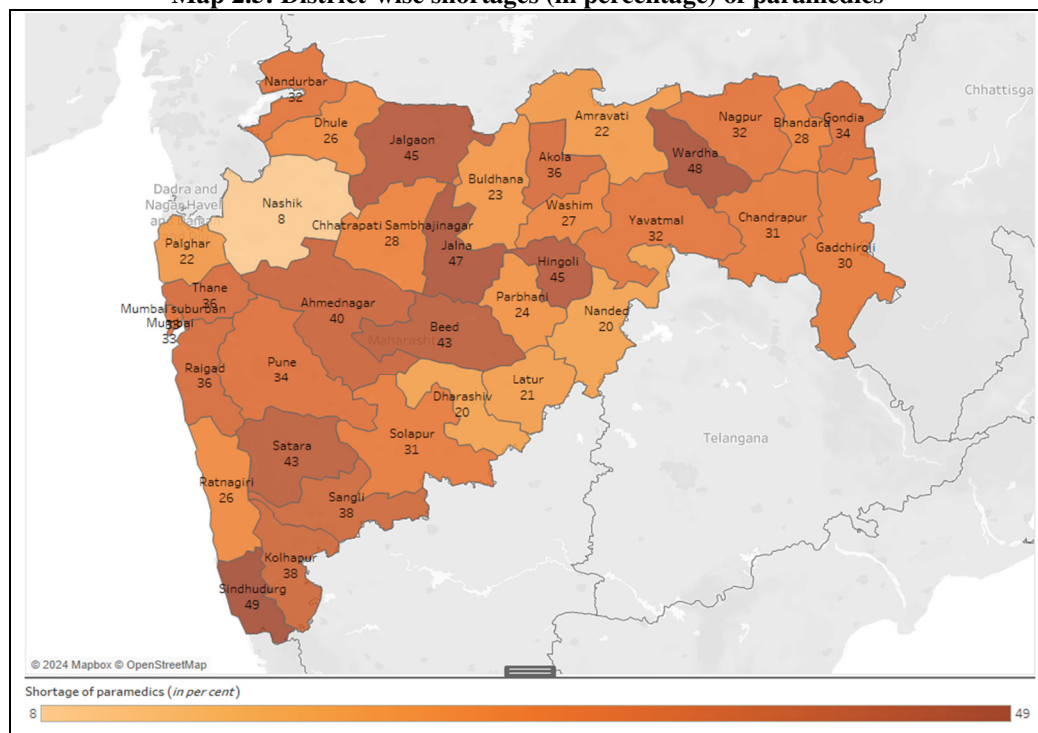 Map 2.3: District-wise shortages (in percentage) of paramedics
Chhattisga
Nandurbar
32
Dhule
26
Jalgaon
45
Amravati
22
Nagpur
32
Bhandara
28
Gondia
34
Akola
36
Wardha
48
Buldhana
23
Dadra and
Nagar Havel
Nashik
8
Washim
27
Yavatmal
32
Chandrapur
31
Chhatrapati Sambhajinagar
28
Palghar
22
Jalna
47
Hingoli
45
Gadchiroli
30
Thane
36
Ahmednagar
40
Parbhani
24
Nanded
20
Mumbai suburban
Mumbai
33
Beed
43
Maharasht
Raigad
36
Pune
34
Latur
21
Dharashiv
20
Solapur
31
Telangana
Satara
43
Ratnagiri
26
Sangli
38
Kolhapur
38
Sindhudurg
49
© 2024 Mapbox © OpenStreetMap
Shortage of paramedics (in per cent)
8
49